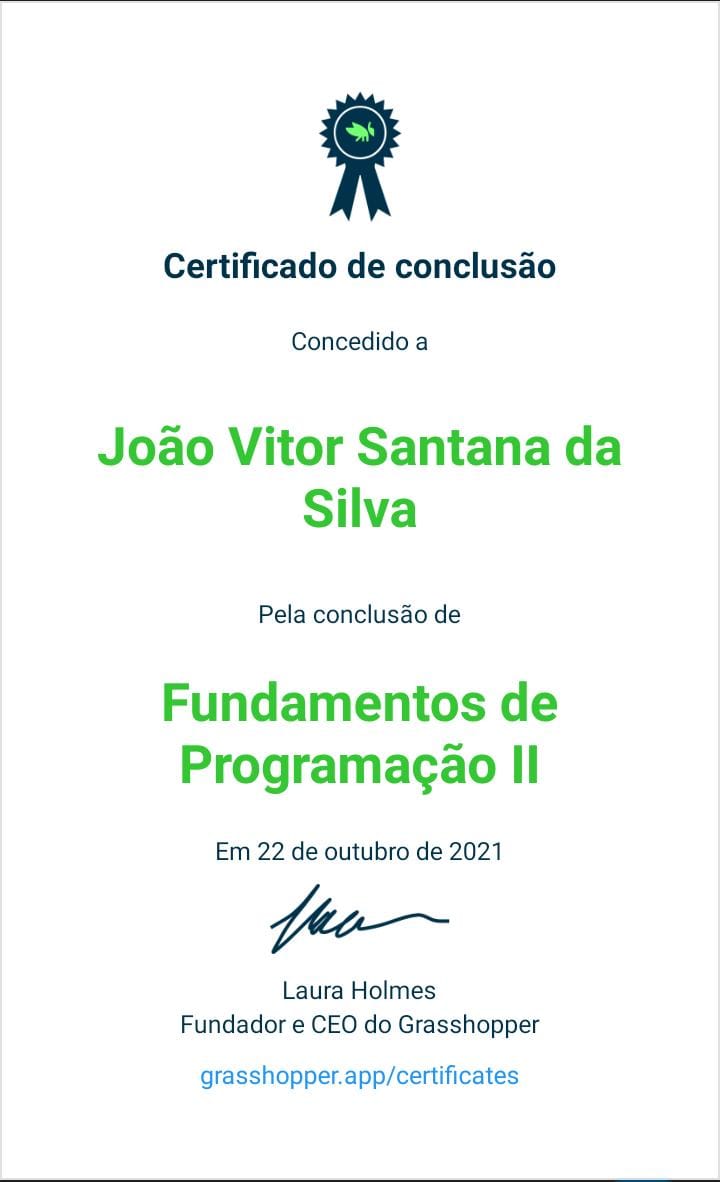 Certificado de conclusão
Concedido a
João Vitor Santana da
Silva
Pela conclusão de
Fundamentos de
Programação II
Em 22 de outubro de 2021
Laura Holmes
Fundador e CEO do Grasshopper
grasshopper.app/certificates